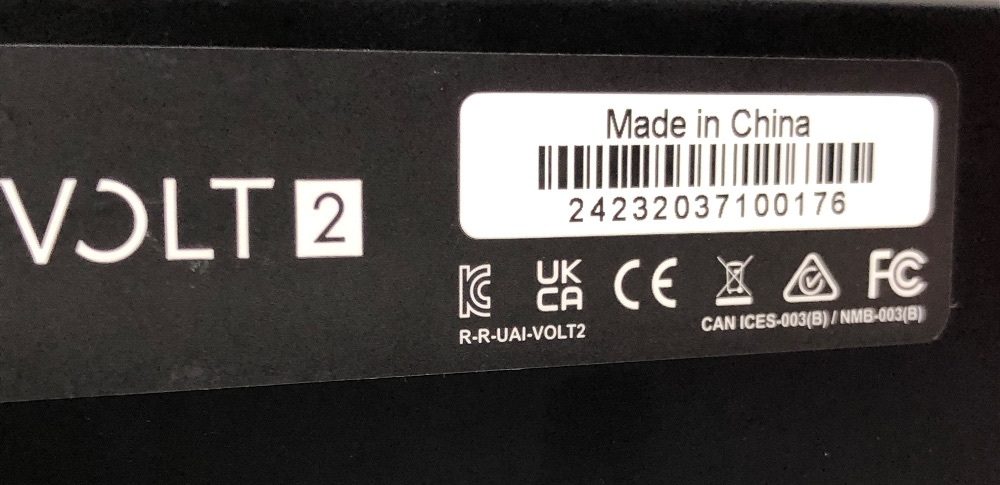 VOLT 2
Made in China
24232037100176
UK
CA
CE
FC
R-R-UAI-VOLT2
CAN ICES-003(B) / NMB-003(B)